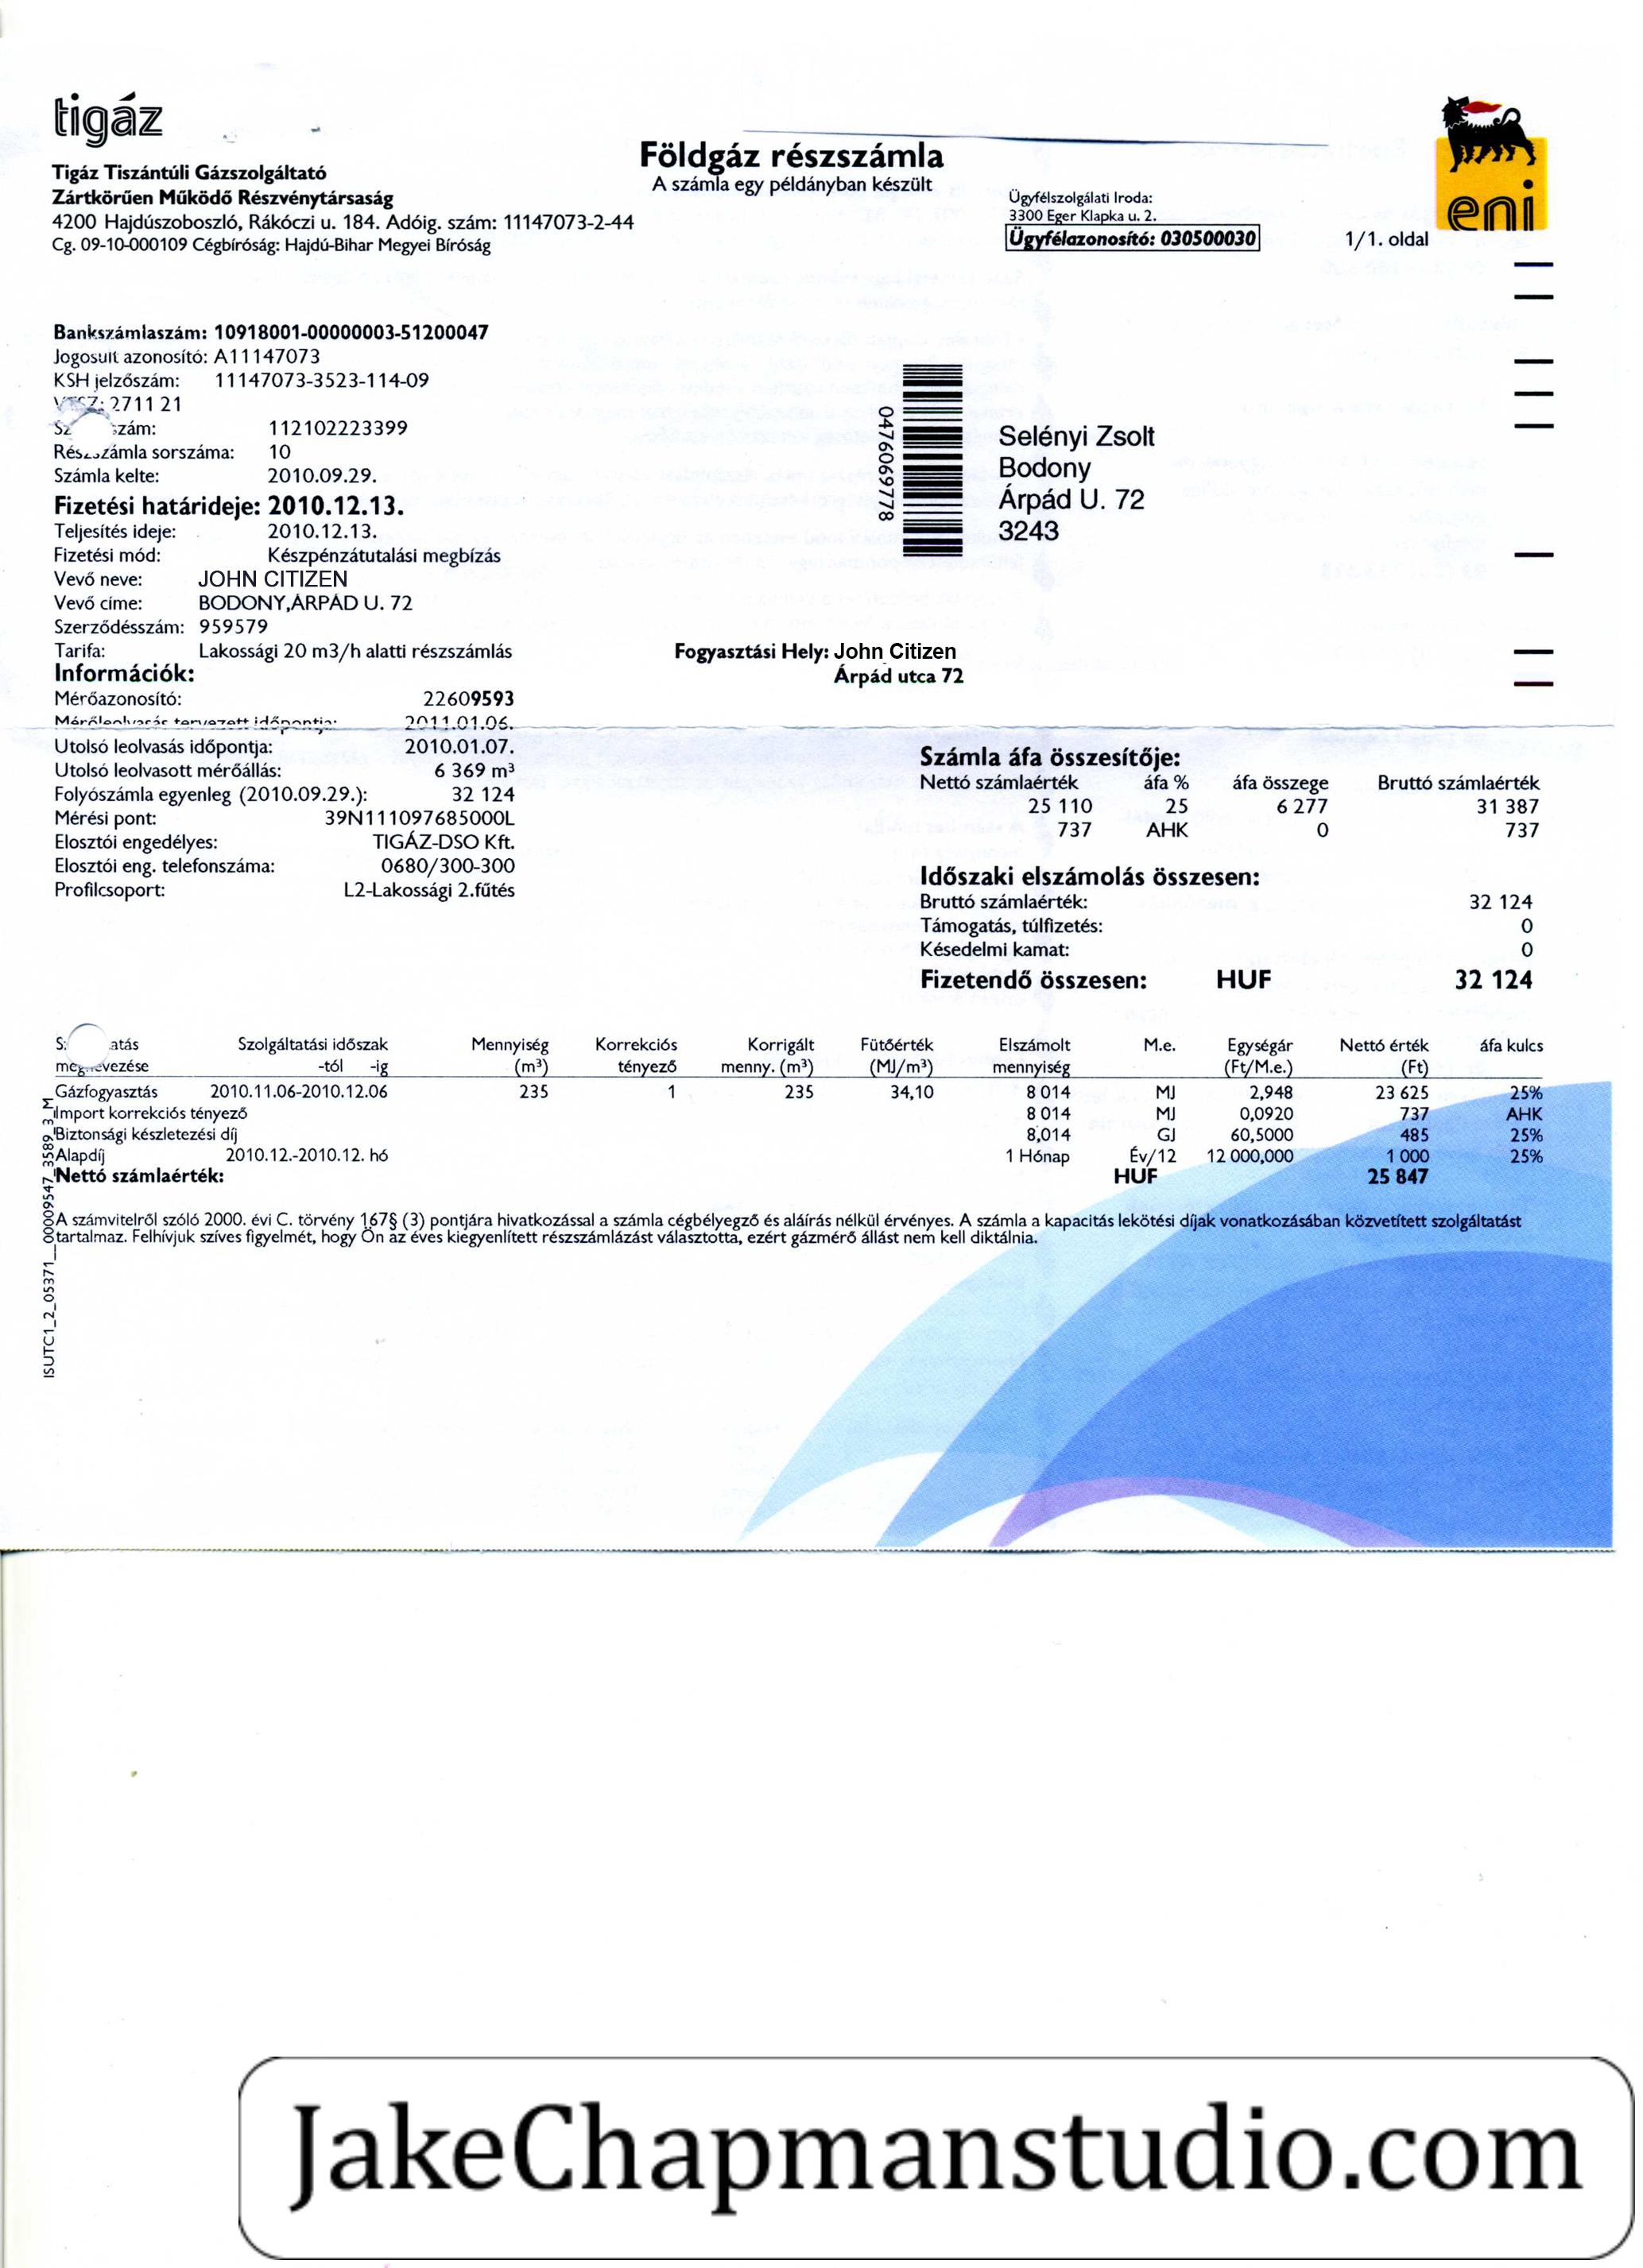 tigáz
Tigáz Tiszántúli Gázszolgáltató
Zártkörűen Működő Részvénytársaság
4200 Hajdúszoboszló, Rákóczi u. 184. Adóig. szám: 11147073-2-44
Cg. 09-10-000109 Cégbíróság: Hajdú-Bihar Megyei Bíróság
Földgáz részszámla
A számla egy példányban készült
Ügyfélszolgálati Iroda:
3300 Eger Klapka u. 2.
Ügyfélazonosító: 030500030
1/1. oldal
eni
Bankszámlaszám: 10918001-00000003-51200047
Jogosult azonosító: A11147073
KSH jelzőszám: 11147073-3523-114-09
VTSZ: 2711 21
szám: 112102223399
Részszámla sorszáma: 10
Számla kelte: 2010.09.29.
Fizetési határideje: 2010.12.13.
Teljesítés ideje: 2010.12.13.
Fizetési mód: Készpénzátutalási megbízás
Vevő neve: JOHN CITIZEN
Vevő címe: BODONY,ÁRPÁD U. 72
Szerződésszám: 959579
Tarifa: Lakossági 20 m3/h alatti részszámlás
0476069778
Selényi Zsolt
Bodony
Árpád U. 72
3243
Fogyasztási Hely: John Citizen
Árpád utca 72
Információk:
Mérőazonosító: 22609593
Mérőleolvasás tervezett időpontja: 2011.01.06.
Utolsó leolvasás időpontja: 2010.01.07.
Utolsó leolvasott mérőállás: 6 369 m³
Folyószámla egyenleg (2010.09.29.): 32 124
Mérési pont: 39N111097685000L
Elosztói engedélyes: TIGÁZ-DSO Kft.
Elosztói eng. telefonszáma: 0680/300-300
Profilcsoport: L2-Lakossági 2.fűtés
Számla áfa összesítője:
Nettó számlaérték áfa % áfa összege Bruttó számlaérték
25 110 25 6 277 31 387
737 AHK 0 737
Időszaki elszámolás összesen:
Bruttó számlaérték: 32 124
Támogatás, túlfizetés: 0
Késedelmi kamat: 0
Fizetendő összesen: HUF 32 124
Szolgáltatási időszak Mennyiség Korrekciós Korrigált Fűtőérték Elszámolt M.e. Egységár Nettó érték áfa kulcs
megnevezése -tól -ig (m³) tényező menny. (m³) (MJ/m³) mennyiség (Ft/M.e.) (Ft)
Gázfogyasztás 2010.11.06-2010.12.06 235 1 235 34,10 8 014 MJ 2,948 23 625 25%
Import korrekciós tényező 8 014 MJ 0,0920 737 AHK
Biztonsági készletezési díj 8,014 GJ 60,5000 485 25%
Alapdíj 2010.12.-2010.12. hó 1 Hónap Év/12 12 000,000 1 000 25%
Nettó számlaérték: HUF 25 847
A számvitelről szóló 2000. évi C. törvény 167§ (3) pontjára hivatkozással a számla cégbélyegző és aláírás nélkül érvényes. A számla a kapacitás lekötési díjak vonatkozásában közvetített szolgáltatást
tartalmaz. Felhívjuk szíves figyelmét, hogy Ön az éves kiegyenlített részszámlázást választotta, ezért gázmérő állást nem kell diktálnia.
ISUTC1_2_05371__00009547_3589_3_M
JakeChapmanstudio.com